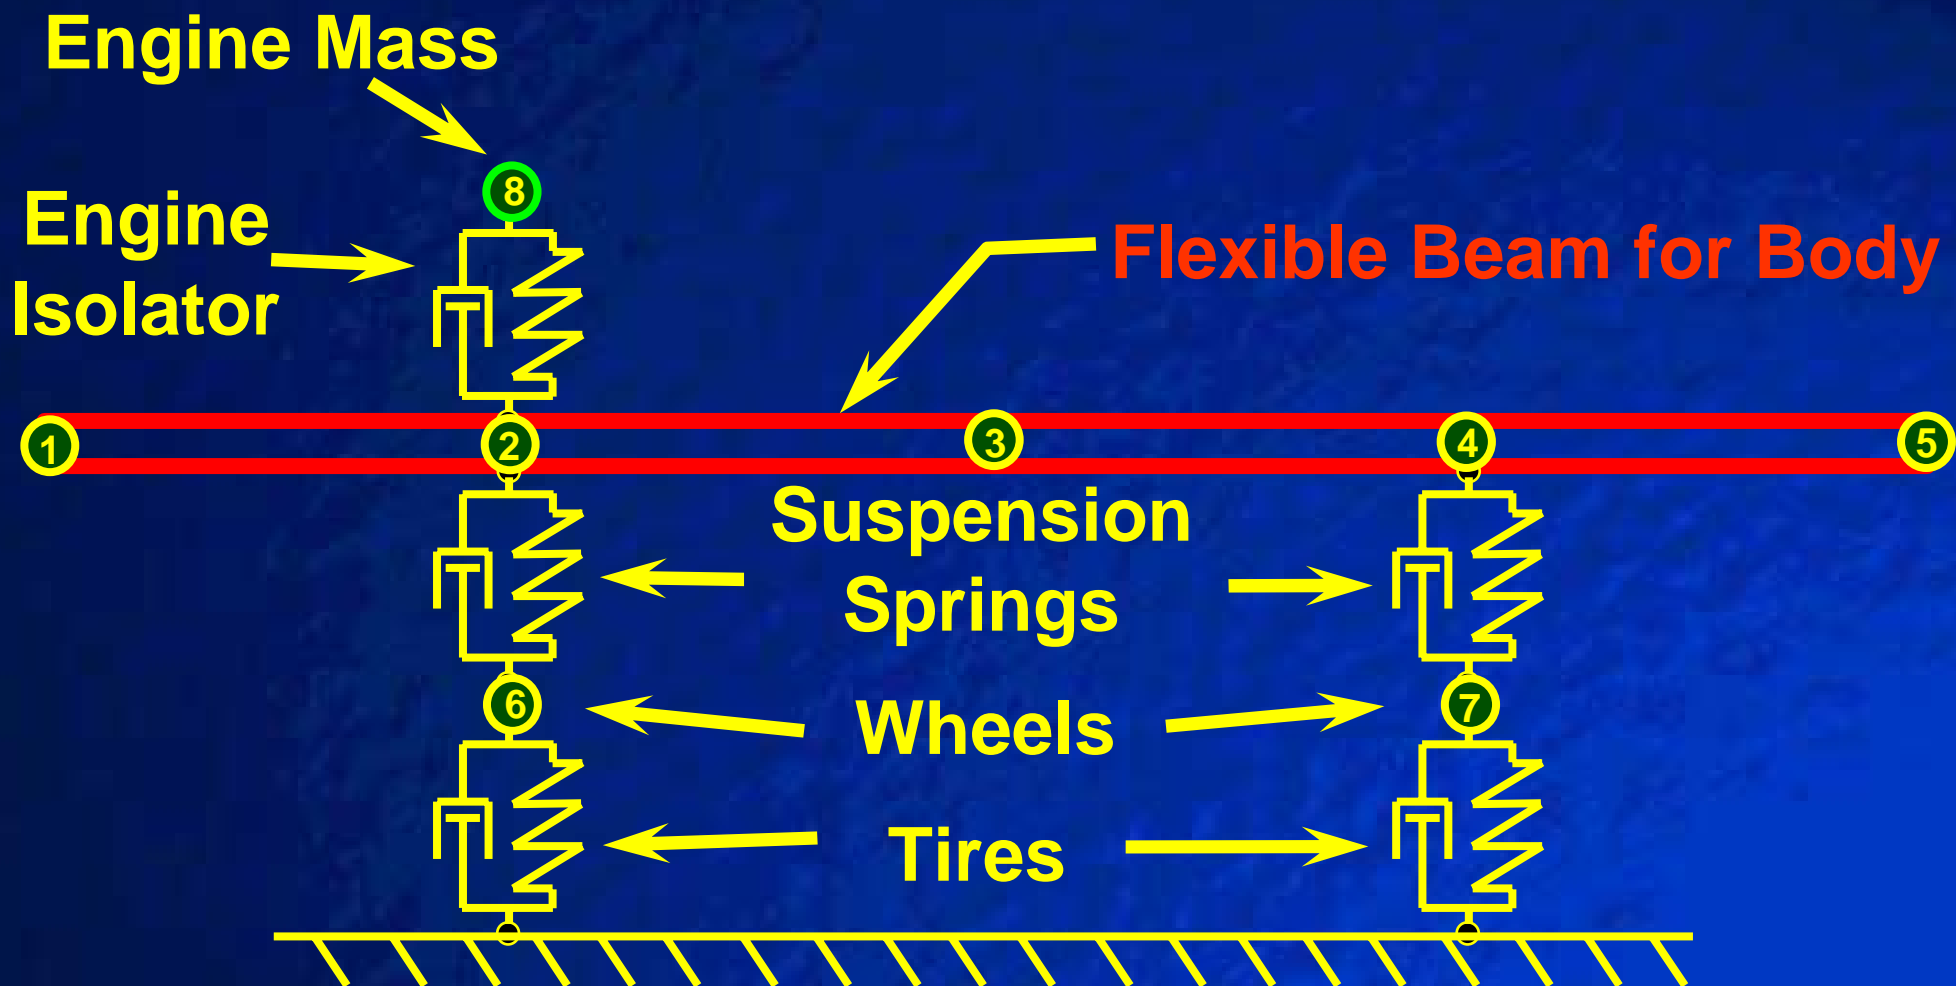 Engine Mass
8
Engine
Isolator
Flexible Beam for Body
1
2
3
4
5
Suspension
Springs
6
Wheels
7
Tires